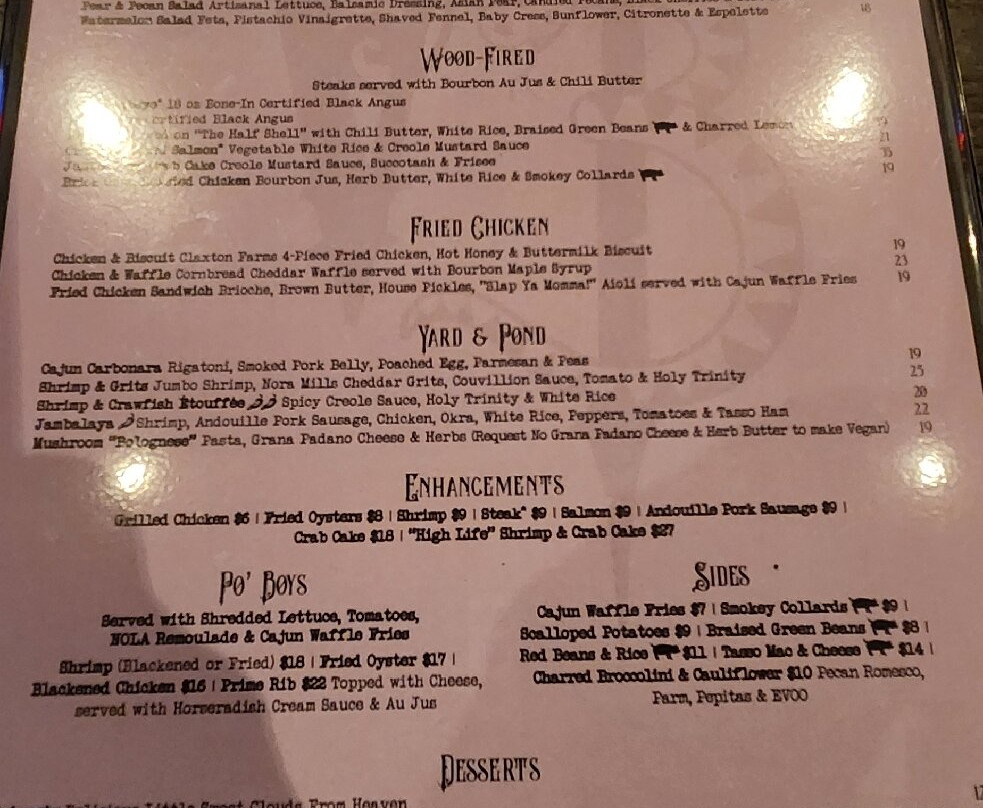 Pear & Pecan Salad Artisanal Lettuce, Balsamic Dressing, Asian Pear, Candied Pecans,
Watermelon Salad Feta, Pistachio Vinaigrette, Shaved Fennel, Baby Cress, Sunflower, Citronette & Espelette 18
WOOD-FIRED
Steaks served with Bourbon Au Jus & Chili Butter
16 oz Bone-In Certified Black Angus
Certified Black Angus
on "The Half Shell" with Chili Butter, White Rice, Braised Green Beans & Charred Lemon
Salmon* Vegetable White Rice & Creole Mustard Sauce 21
Cake Creole Mustard Sauce, Succotash & Frisee 35
Chicken Bourbon Jus, Herb Butter, White Rice & Smokey Collards 19
FRIED CHICKEN
Chicken & Biscuit Claxton Farms 4-Piece Fried Chicken, Hot Honey & Buttermilk Biscuit 19
Chicken & Waffle Cornbread Cheddar Waffle served with Bourbon Maple Syrup 23
Fried Chicken Sandwich Brioche, Brown Butter, House Pickles, "Slap Ya Momma!" Aioli served with Cajun Waffle Fries 19
YARD & POND
Cajun Carbonara Rigatoni, Smoked Pork Belly, Poached Egg, Parmesan & Peas 19
Shrimp & Grits Jumbo Shrimp, Nora Mills Cheddar Grits, Couvillion Sauce, Tomato & Holy Trinity 25
Shrimp & Crawfish Étouffée Spicy Creole Sauce, Holy Trinity & White Rice 20
Jambalaya Shrimp, Andouille Pork Sausage, Chicken, Okra, White Rice, Peppers, Tomatoes & Tasso Ham 22
Mushroom "Bolognese" Pasta, Grana Padano Cheese & Herbs (Request No Grana Padano Cheese & Herb Butter to make Vegan) 19
ENHANCEMENTS
Grilled Chicken $6 | Fried Oysters $8 | Shrimp $9 | Steak* $9 | Salmon $9 | Andouille Pork Sausage $9 |
Crab Cake $18 | "High Life" Shrimp & Crab Cake $27
PO' BOYS
Served with Shredded Lettuce, Tomatoes,
NOLA Remoulade & Cajun Waffle Fries
Shrimp (Blackened or Fried) $18 | Fried Oyster $17 |
Blackened Chicken $16 | Prime Rib $22 Topped with Cheese,
served with Horseradish Cream Sauce & Au Jus
SIDES
Cajun Waffle Fries $7 | Smokey Collards $9 |
Scalloped Potatoes $9 | Braised Green Beans $8 |
Red Beans & Rice $11 | Tasso Mac & Cheese $14 |
Charred Broccolini & Cauliflower $10 Pecan Romesco,
Parm, Pepitas & EVOO
DESSERTS
Little Sweet Clouds From Heaven